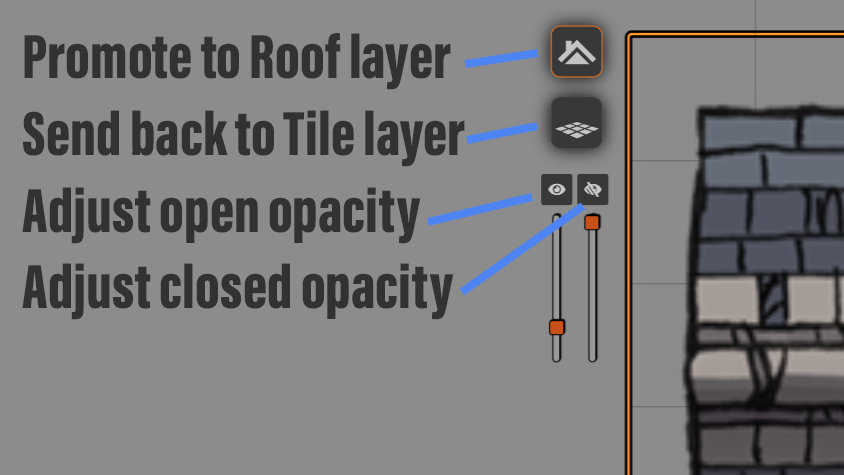 Promote to Roof layer
Send back to Tile layer
Adjust open opacity
Adjust closed opacity